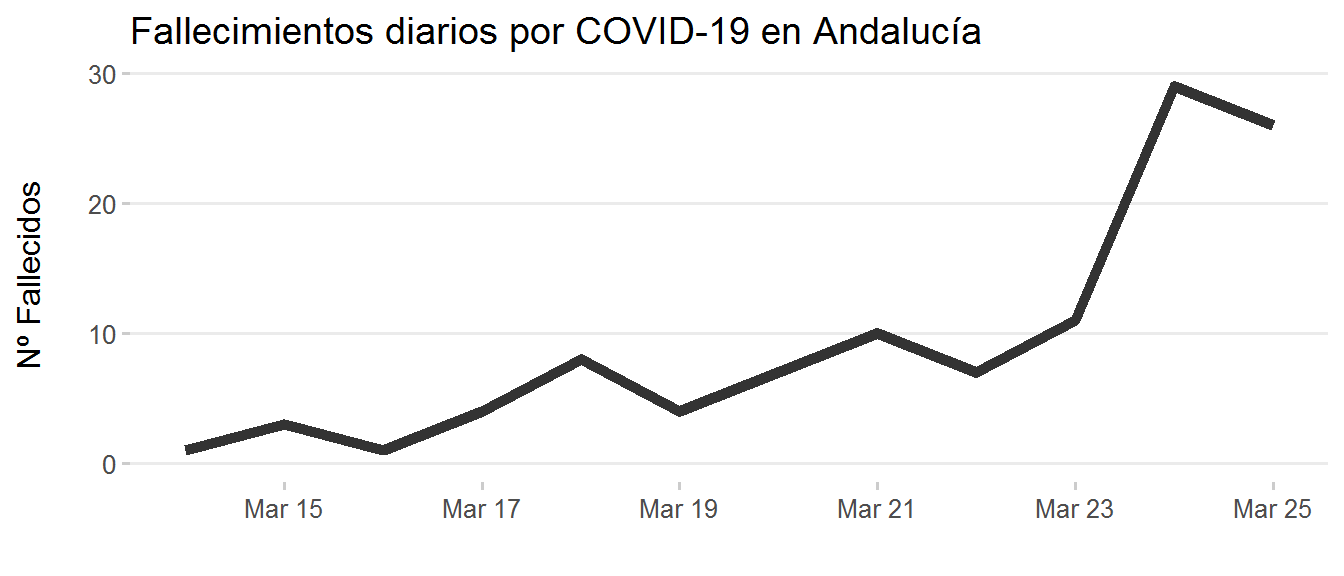 Fallecimientos diarios por COVID-19 en Andalucía
Nº Fallecidos
30
20
10
0
Mar 15 Mar 17 Mar 19 Mar 21 Mar 23 Mar 25